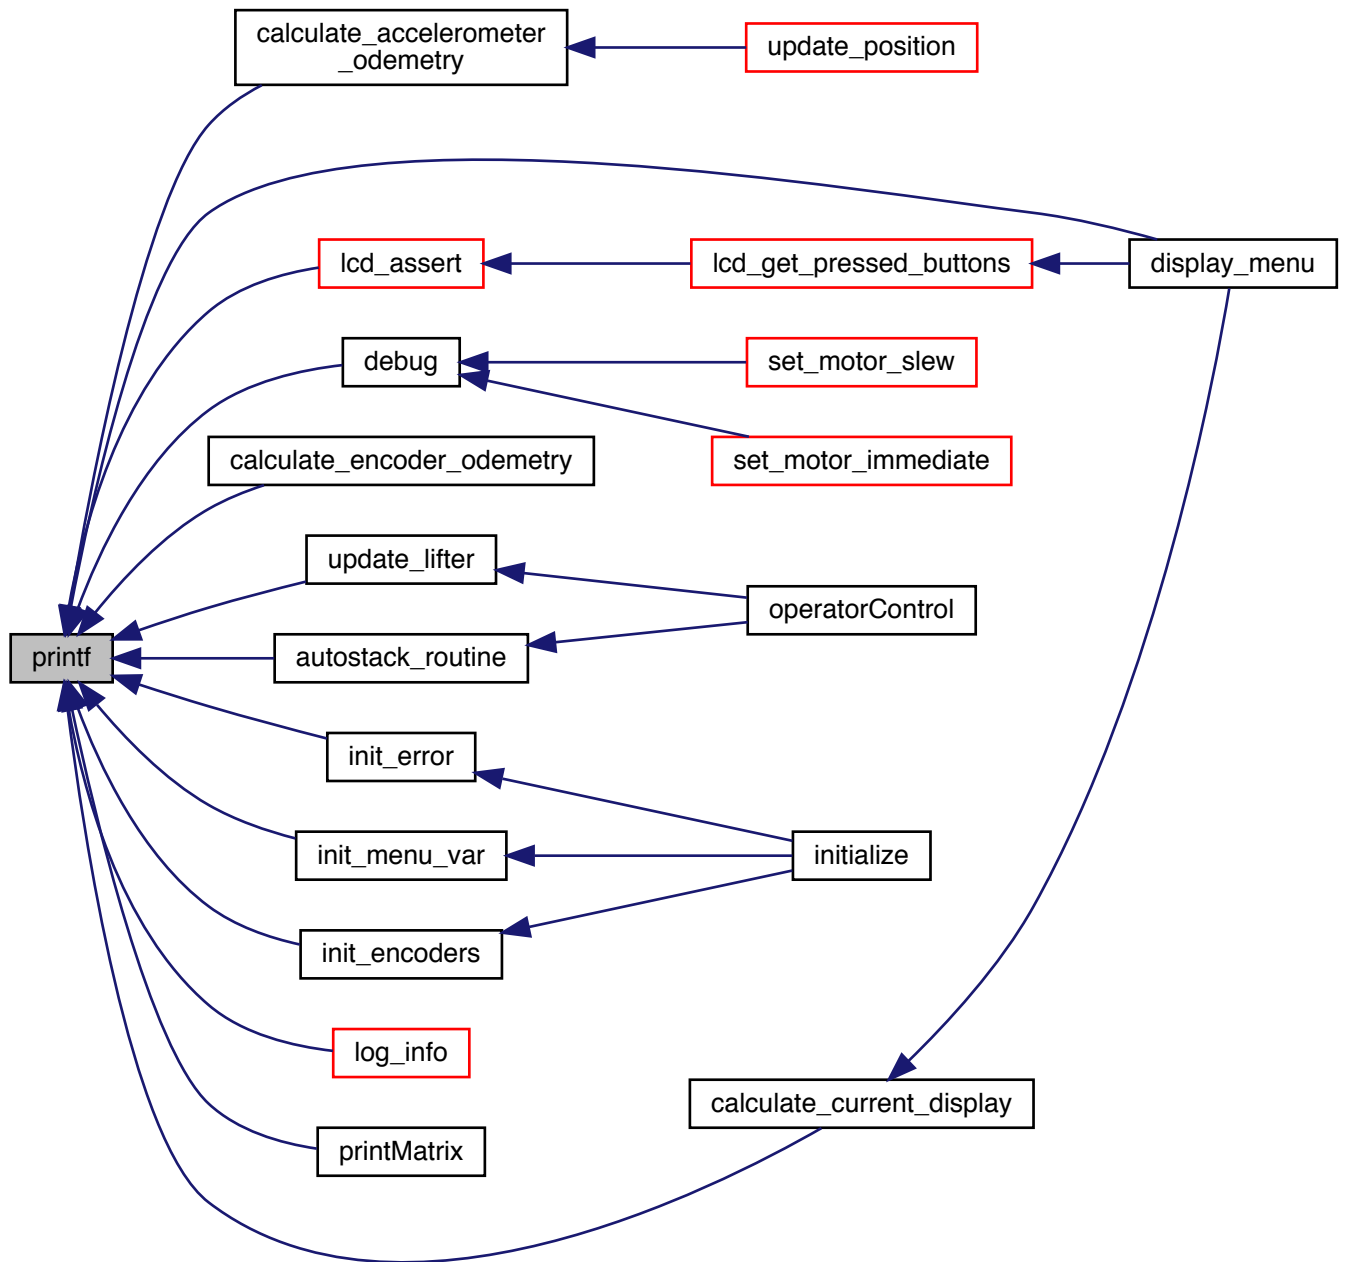 calculate_accelerometer
_odemetry
update_position
lcd_assert
lcd_get_pressed_buttons
display_menu
debug
set_motor_slew
calculate_encoder_odemetry
set_motor_immediate
update_lifter
operatorControl
printf
autostack_routine
init_error
init_menu_var
initialize
init_encoders
log_info
calculate_current_display
printMatrix